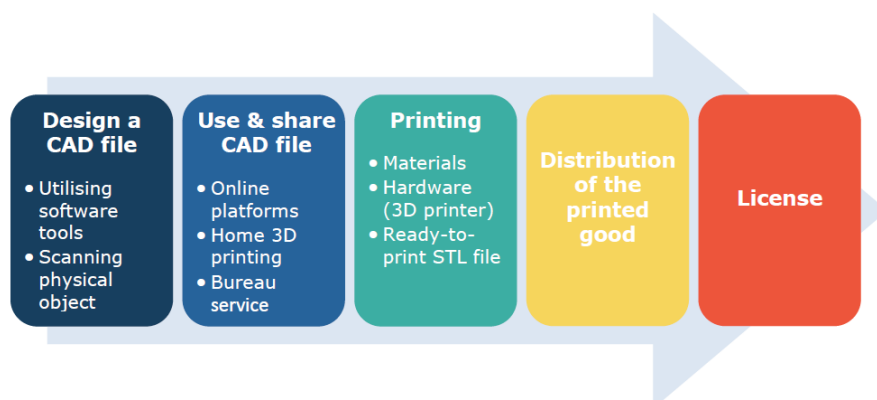 Design a
CAD file
• Utilising
software
tools
• Scanning
physical
object
Use & share
CAD file
• Online
platforms
• Home 3D
printing
• Bureau
service
Printing
• Materials
• Hardware
(3D printer)
• Ready-to-
print STL file
Distribution
of the
printed
good
License